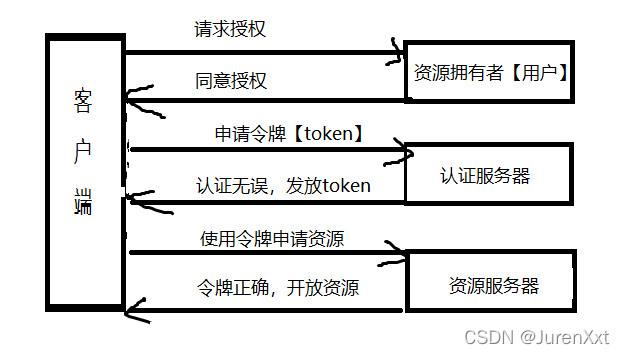 请求授权
资源拥有者【用户】
同意授权
客户端
申请令牌【token】
认证服务器
认证无误，发放token
使用令牌申请资源
资源服务器
令牌正确，开放资源
CSDN @JurenXxt